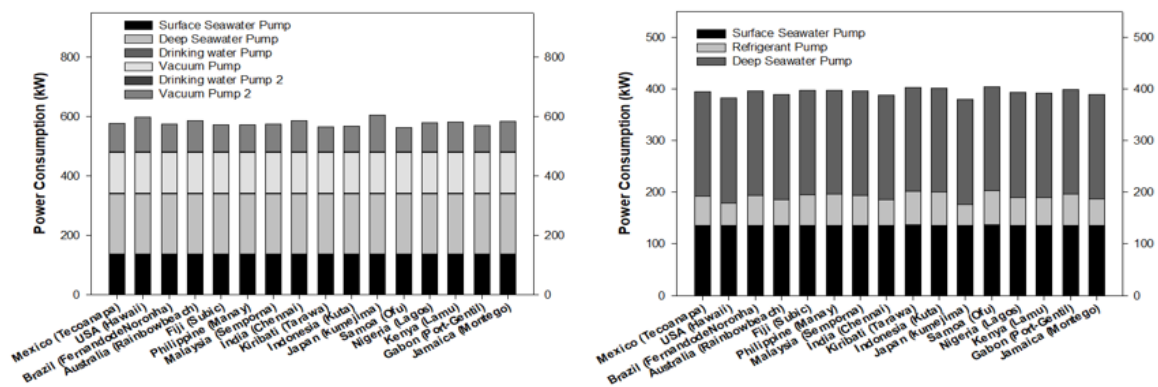 Surface Seawater Pump
Deep Seawater Pump
Drinking water Pump
Vacuum Pump
Drinking water Pump 2
Vacuum Pump 2
Power Consumption (kW)
800
600
400
200
0
800
600
400
200
0
Mexico (Tecoanapa)
USA (Hawaii)
Brazil (FernandodeNoronha)
Australia (Rainbowbeach)
Fiji (Subic)
Philippine (Manay)
Malaysia (Semporna)
India (Chennai)
Kiribati (Tarawa)
Indonesia (Kuta)
Japan (kumejima)
Samoa (Ofu)
Nigeria (Lagos)
Kenya (Lamu)
Gabon (Port-Gentil)
Jamaica (Montego)
Surface Seawater Pump
Refrigerant Pump
Deep Seawater Pump
Power Consumption (kW)
500
400
300
200
100
0
500
400
300
200
100
0
Mexico (Tecoanapa)
USA (Hawaii)
Brazil (FernandodeNoronha)
Australia (Rainbowbeach)
Fiji (Subic)
Philippine (Manay)
Malaysia (Semporna)
India (Chennai)
Kiribati (Tarawa)
Indonesia (Kuta)
Japan (kumejima)
Samoa (Ofu)
Nigeria (Lagos)
Kenya (Lamu)
Gabon (Port-Gentil)
Jamaica (Montego)